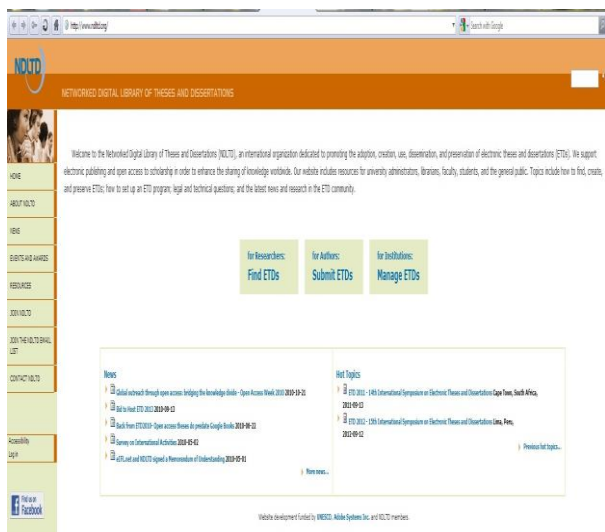 http://www.ndltd.org/
Search with Google
NDLTD
NETWORKED DIGITAL LIBRARY OF THESES AND DISSERTATIONS
HOME
ABOUT NDLTD
NEWS
EVENTS AND AWARDS
RESOURCES
JOIN NDLTD
JOIN THE NDLTD EMAIL
LIST
CONTACT NDLTD
Accessibility
Log in
Find us on
Facebook
Welcome to the Networked Digital Library of Theses and Dissertations (NDLTD), an international organization dedicated to promoting the adoption, creation, use, dissemination, and preservation of electronic theses and dissertations (ETDs). We support
electronic publishing and open access to scholarship in order to enhance the sharing of knowledge worldwide. Our website includes resources for university administrators, librarians, faculty, students, and the general public. Topics include how to find, create,
and preserve ETDs; how to set up an ETD program; legal and technical questions; and the latest news and research in the ETD community.
for Researchers:
Find ETDs
for Authors:
Submit ETDs
for Institutions:
Manage ETDs
News
Global outreach through open access: bridging the knowledge divide - Open Access Week 2010 2010-10-21
Bid to Host ETD 2013 2010-09-12
Back from ETD2010- Open access theses do predate Google Books 2010-06-22
Survey on International Activities 2010-05-01
eIFL.net and NDLTD signed a Memorandum of Understanding 2010-05-01
More news...
Hot Topics
ETD 2011 - 14th International Symposium on Electronic Theses and Dissertations Cape Town, South Africa,
2011-09-13
ETD 2012 - 15th International Symposium on Electronic Theses and Dissertations Lima, Peru,
2012-09-12
Previous hot topics...
Website development funded by UNESCO, Adobe Systems Inc. and NDLTD members.